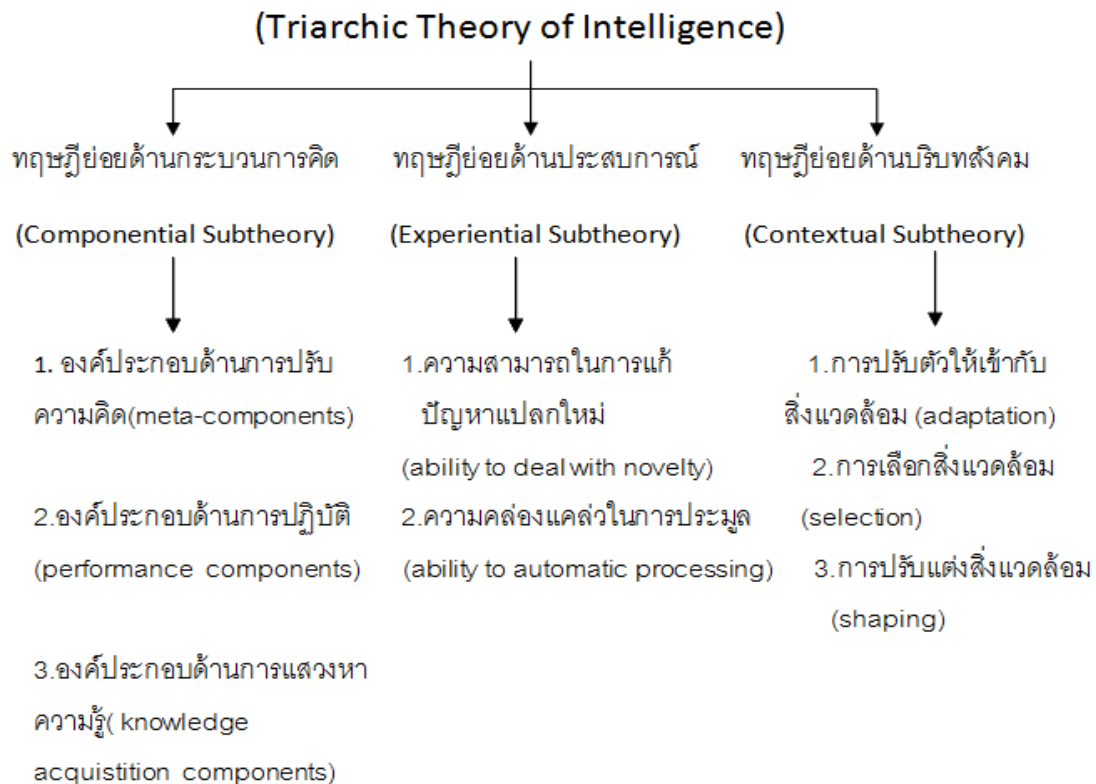 (Triarchic Theory of Intelligence)
ทฤษฎีย่อยด้านกระบวนการคิด
(Componential Subtheory)
1. องค์ประกอบด้านการปรับ
ความคิด(meta-components)
2.องค์ประกอบด้านการปฏิบัติ
(performance components)
3.องค์ประกอบด้านการแสวงหา
ความรู้( knowledge
acquistition components)
ทฤษฎีย่อยด้านประสบการณ์
(Experiential Subtheory)
1.ความสามารถในการแก้
ปัญหาแปลกใหม่
(ability to deal with novelty)
2.ความคล่องแคล่วในการประมูล
(ability to automatic processing)
ทฤษฎีย่อยด้านบริบทสังคม
(Contextual Subtheory)
1.การปรับตัวให้เข้ากับ
สิ่งแวดล้อม (adaptation)
2.การเลือกสิ่งแวดล้อม
(selection)
3.การปรับแต่งสิ่งแวดล้อม
(shaping)